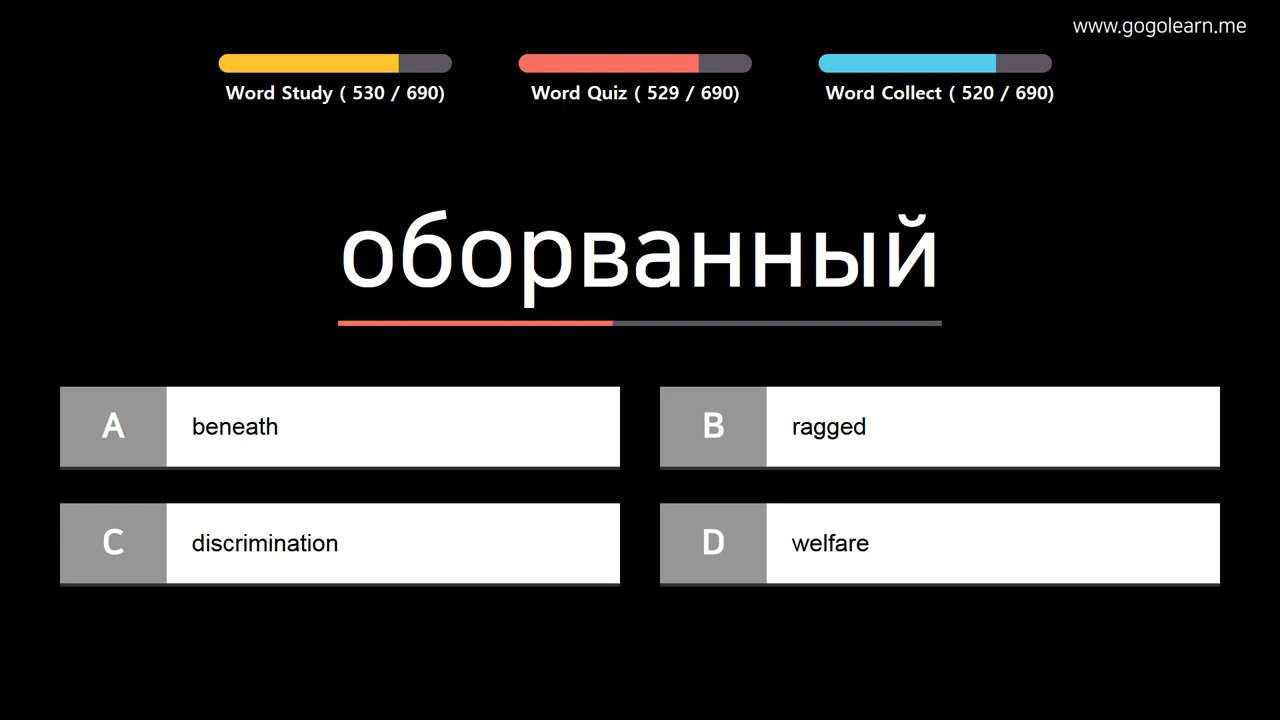 www.gogolearn.me
Word Study ( 530 / 690)
Word Quiz ( 529 / 690)
Word Collect ( 520 / 690)
оборванный
A beneath
B ragged
C discrimination
D welfare